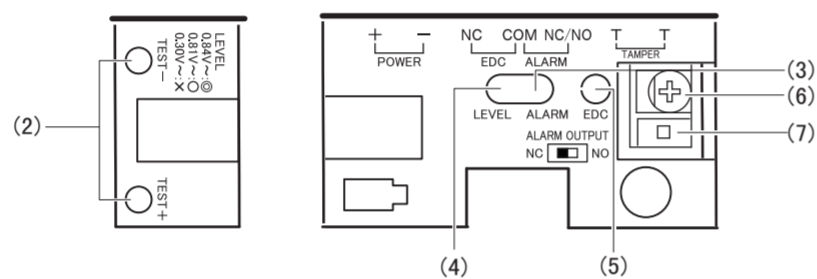 (2)
TEST−
LEVEL
0.84V~:◎
0.81V~:○
0.30V~:×
TEST+
+ − NC COM NC/NO T T
POWER EDC ALARM TAMPER
(3)
(4)
(6)
LEVEL ALARM EDC
(7)
ALARM OUTPUT
NC NO
(4) (5)